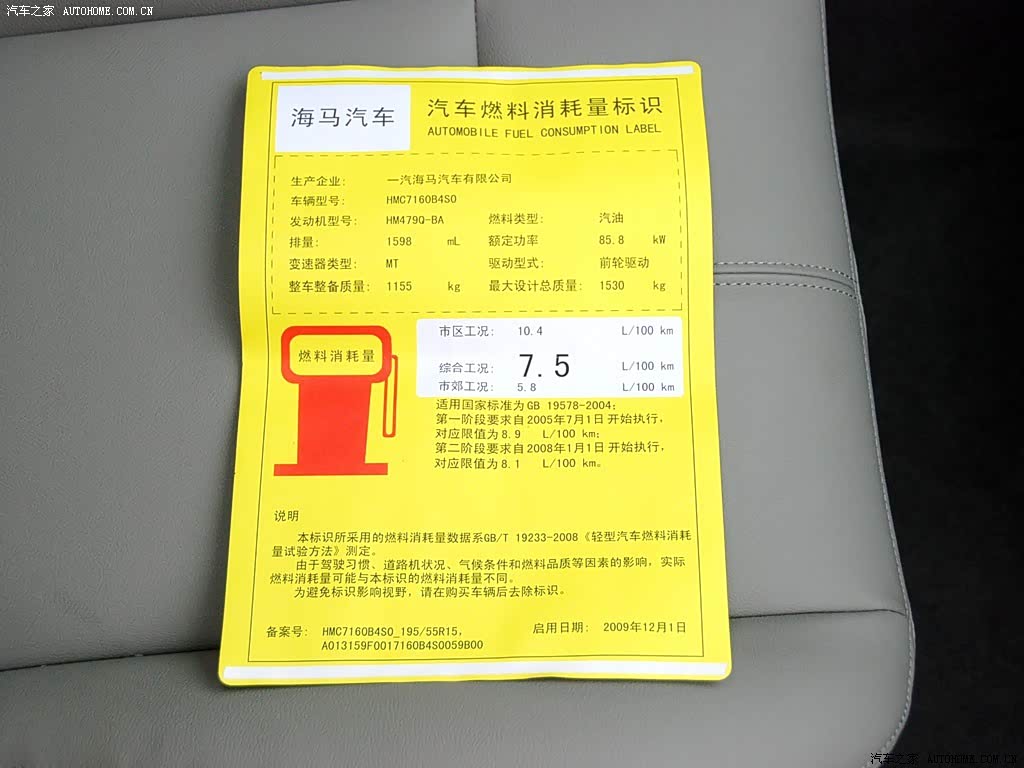 汽车之家 AUTOHOME.COM.CN
海马汽车
汽车燃料消耗量标识
AUTOMOBILE FUEL CONSUMPTION LABEL
生产企业: 一汽海马汽车有限公司
车辆型号: HMC7160B4S0
发动机型号: HM479Q-BA 燃料类型: 汽油
排量: 1598 mL 额定功率 85.8 kW
变速器类型: MT 驱动型式: 前轮驱动
整车整备质量: 1155 kg 最大设计总质量: 1530 kg
燃料消耗量
市区工况: 10.4 L/100 km
综合工况: 7.5 L/100 km
市郊工况: 5.8 L/100 km
适用国家标准为GB 19578-2004;
第一阶段要求自2005年7月1日开始执行,
对应限值为8.9 L/100 km;
第二阶段要求自2008年1月1日开始执行,
对应限值为8.1 L/100 km。
说明
本标识所采用的燃料消耗量数据系GB/T 19233-2008《轻型汽车燃料消耗
量试验方法》测定。
由于驾驶习惯、道路机状况、气候条件和燃料品质等因素的影响，实际
燃料消耗量可能与本标识的燃料消耗量不同。
为避免标识影响视野，请在购买车辆后去除标识。
备案号: HMC7160B4S0_195/55R15,
A013159F0017160B4S0059B00
启用日期: 2009年12月1日
汽车之家 AUTOHOME.COM.CN